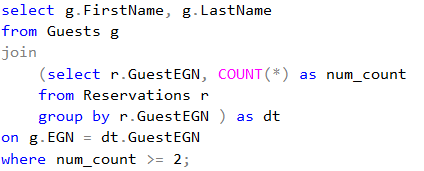 select g.FirstName, g.LastName
from Guests g
join
(select r.GuestEGN, COUNT(*) as num_count
from Reservations r
group by r.GuestEGN ) as dt
on g.EGN = dt.GuestEGN
where num_count >= 2;